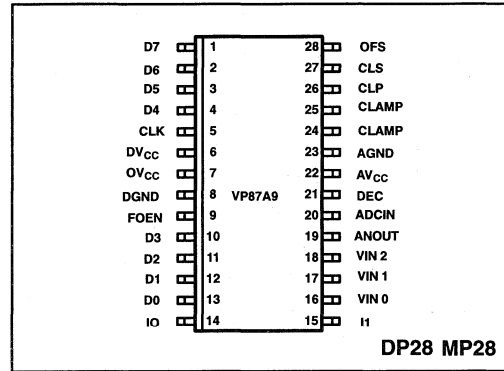 D7 1 28 OFS
D6 2 27 CLS
D5 3 26 CLP
D4 4 25 CLAMP
CLK 5 24 CLAMP
DVCC 6 23 AGND
OVCC 7 22 AVCC
DGND 8 VP87A9 21 DEC
FOEN 9 20 ADCIN
D3 10 19 ANOUT
D2 11 18 VIN 2
D1 12 17 VIN 1
D0 13 16 VIN 0
IO 14 15 I1
DP28 MP28